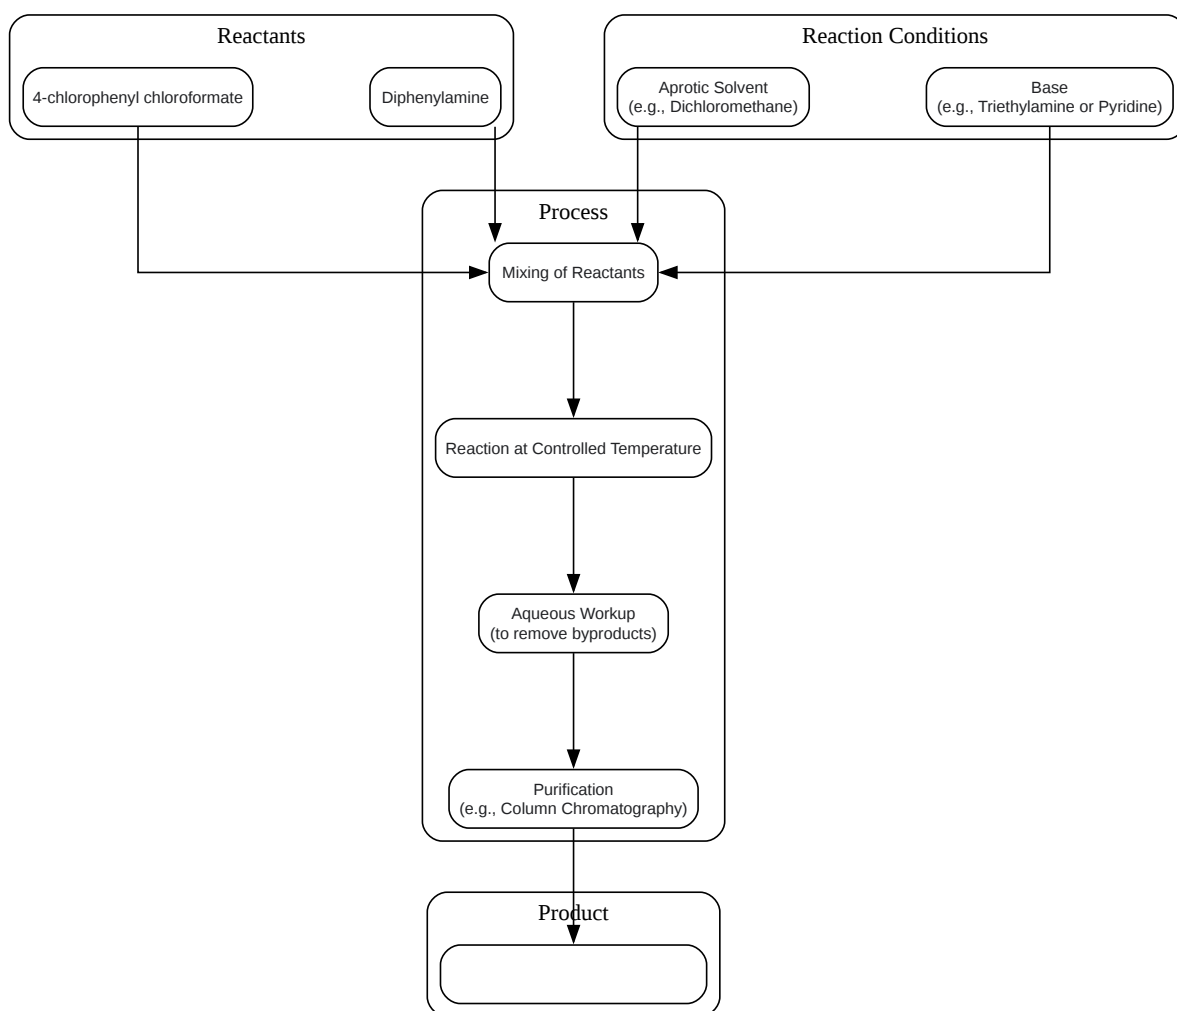 Reactants
Reaction Conditions
4-chlorophenyl chloroformate
Diphenylamine
Aprotic Solvent
(e.g., Dichloromethane)
Base
(e.g., Triethylamine or Pyridine)
Process
Mixing of Reactants
Reaction at Controlled Temperature
Aqueous Workup
(to remove byproducts)
Purification
(e.g., Column Chromatography)
Product